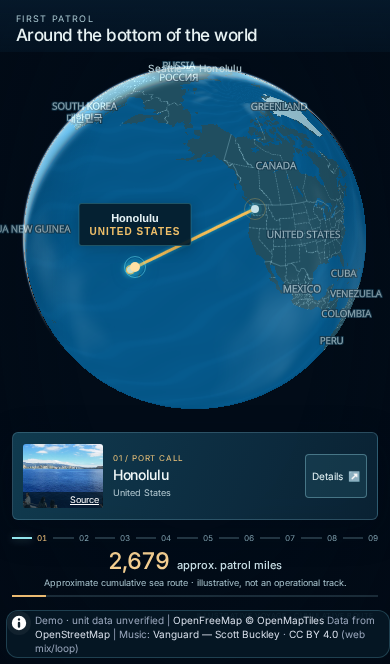 FIRST PATROL
Around the bottom of the world
RUSSIA
Honolulu
РОССИЯ
SOUTH KOREA
대한민국
GREENLAND
CANADA
Honolulu
UNITED STATES
NEW GUINEA
UNITED STATES
CUBA
MEXICO
VENEZUELA
COLOMBIA
PERU
01 / PORT CALL
Honolulu
United States
Source
Details ↗
01 02 03 04 05 06 07 08 09
2,679 approx. patrol miles
Approximate cumulative sea route · illustrative, not an operational track.
Demo · unit data unverified | OpenFreeMap © OpenMapTiles Data from
OpenStreetMap | Music: Vanguard — Scott Buckley · CC BY 4.0 (web
mix/loop)